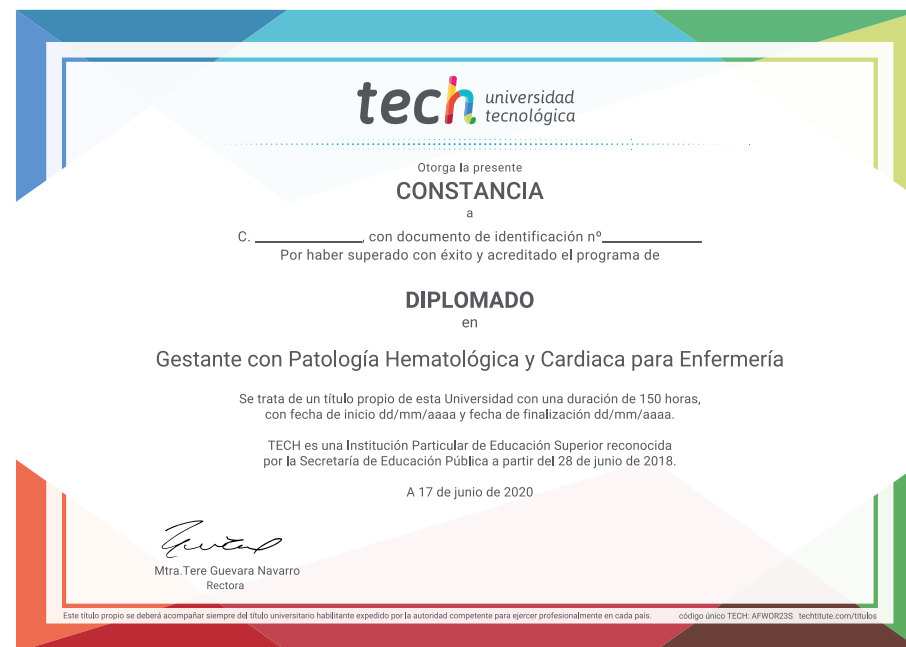 tech universidad
tecnológica
Otorga la presente
CONSTANCIA
a
C. ____________, con documento de identificación nº____________
Por haber superado con éxito y acreditado el programa de
DIPLOMADO
en
Gestante con Patología Hematológica y Cardiaca para Enfermería
Se trata de un título propio de esta Universidad con una duración de 150 horas,
con fecha de inicio dd/mm/aaaa y fecha de finalización dd/mm/aaaa.
TECH es una Institución Particular de Educación Superior reconocida
por la Secretaría de Educación Pública a partir del 28 de junio de 2018.
A 17 de junio de 2020
Mtra.Tere Guevara Navarro
Rectora
Este título propio se deberá acompañar siempre del título universitario habilitante expedido por la autoridad competente para ejercer profesionalmente en cada país. código único TECH: AFWOR23S techtitute.com/titulos